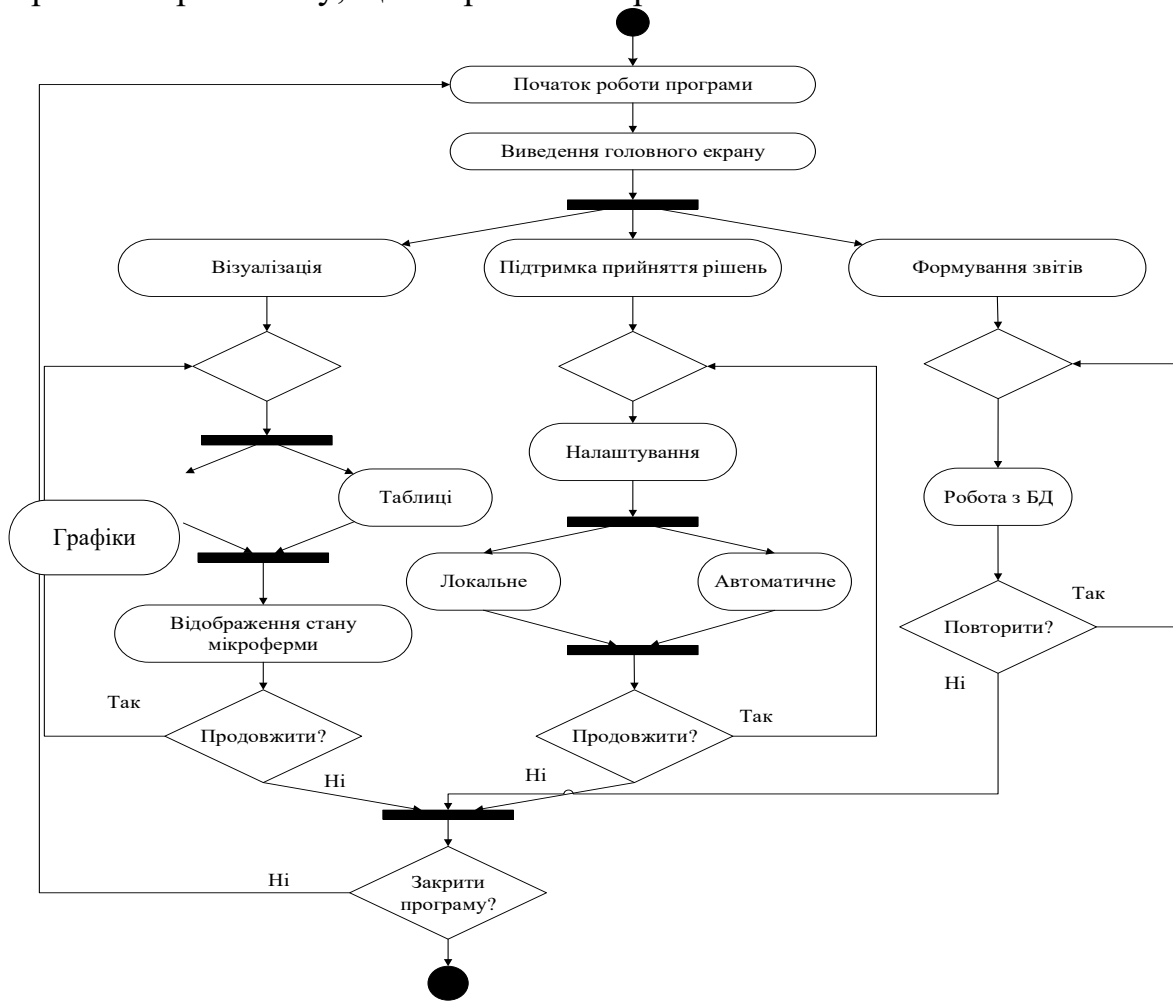 Початок роботи програми
Виведення головного екрану
Візуалізація
Підтримка прийняття рішень
Формування звітів
Налаштування
Таблиці
Робота з БД
Графіки
Локальне
Автоматичне
Так
Відображення стану
мікроферми
Повторити?
Ні
Так
Так
Продовжити?
Продовжити?
Ні
Ні
Ні
Закрити
програму?